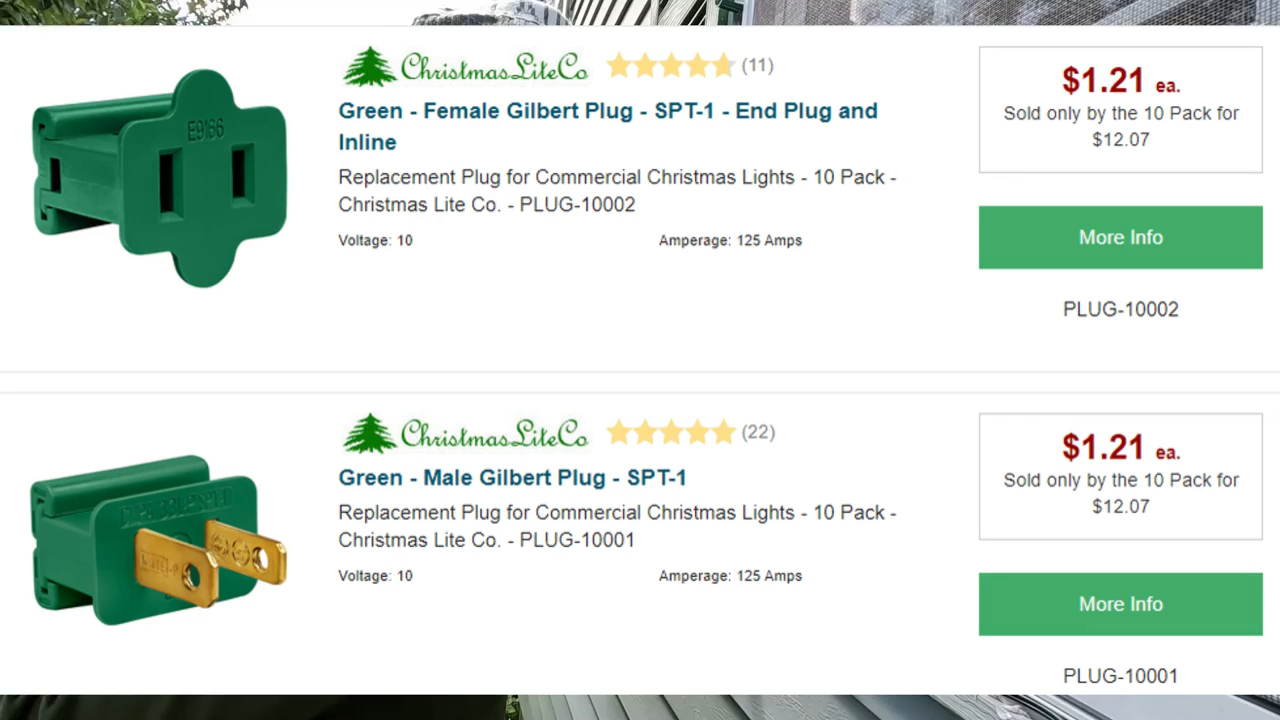 ChristmasLiteCo (11)
Green - Female Gilbert Plug - SPT-1 - End Plug and
Inline
Replacement Plug for Commercial Christmas Lights - 10 Pack -
Christmas Lite Co. - PLUG-10002
Voltage: 10 Amperage: 125 Amps
E9166
$1.21 ea.
Sold only by the 10 Pack for
$12.07
More Info
PLUG-10002
ChristmasLiteCo (22)
Green - Male Gilbert Plug - SPT-1
Replacement Plug for Commercial Christmas Lights - 10 Pack -
Christmas Lite Co. - PLUG-10001
Voltage: 10 Amperage: 125 Amps
$1.21 ea.
Sold only by the 10 Pack for
$12.07
More Info
PLUG-10001